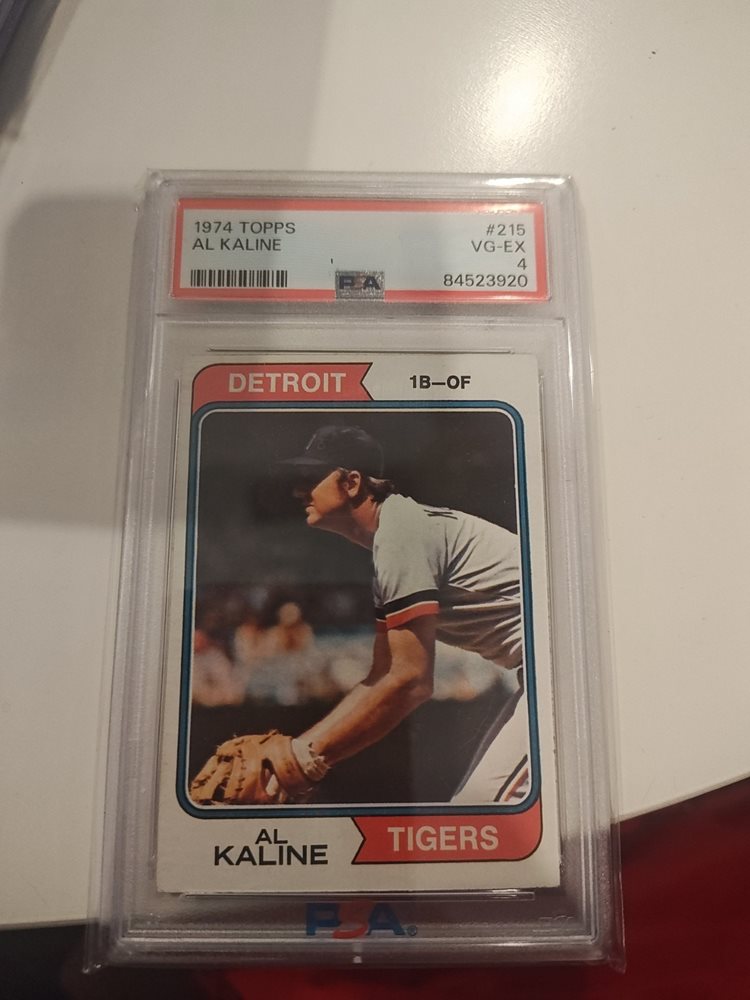 1974 TOPPS #215
AL KALINE VG-EX
4
PSA 84523920
DETROIT 1B—OF
AL
KALINE TIGERS
PSA®